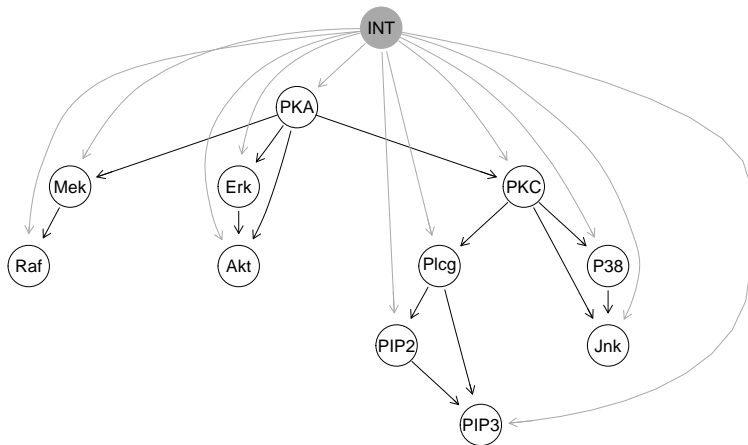 INT
PKA
Mek
Erk
PKC
Raf
Akt
Plcg
P38
PIP2
Jnk
PIP3